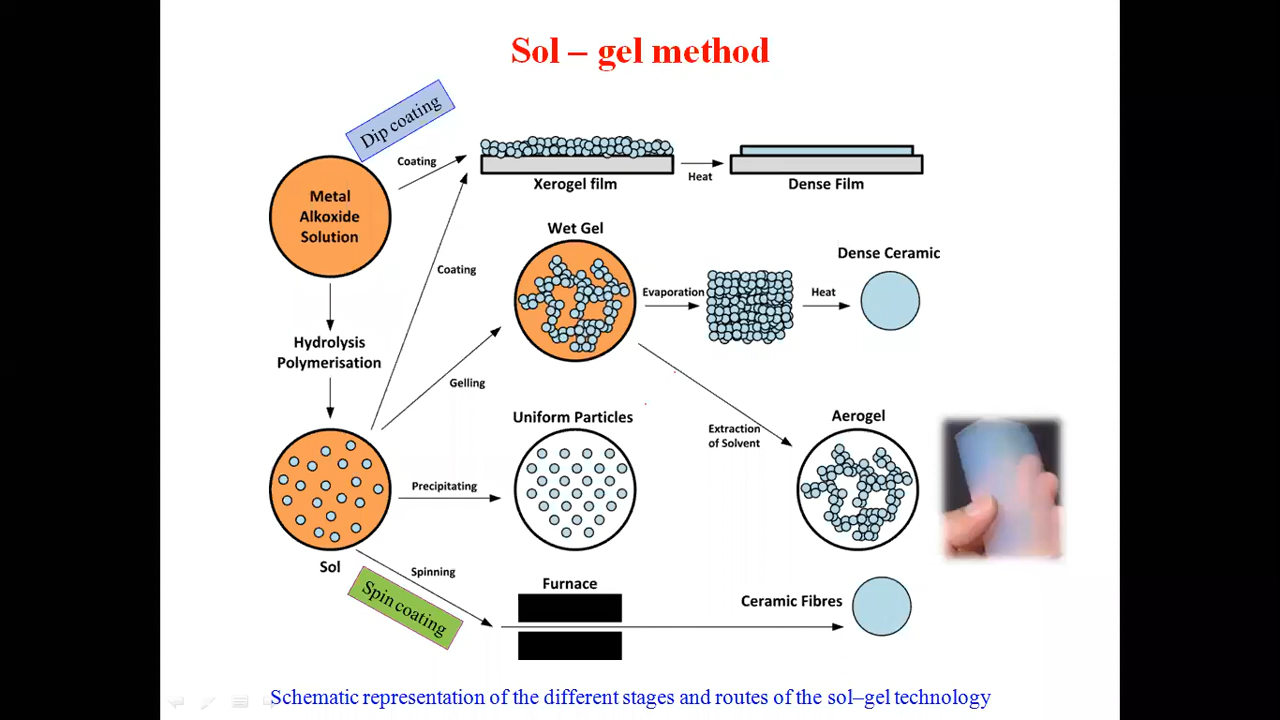 Sol – gel method
Dip coating
Coating
Xerogel film
Heat
Dense Film
Metal
Alkoxide
Solution
Coating
Wet Gel
Evaporation
Heat
Dense Ceramic
Hydrolysis
Polymerisation
Gelling
Uniform Particles
Extraction
of Solvent
Aerogel
Precipitating
Sol
Spinning
Spin coating
Furnace
Ceramic Fibres
Schematic representation of the different stages and routes of the sol–gel technology